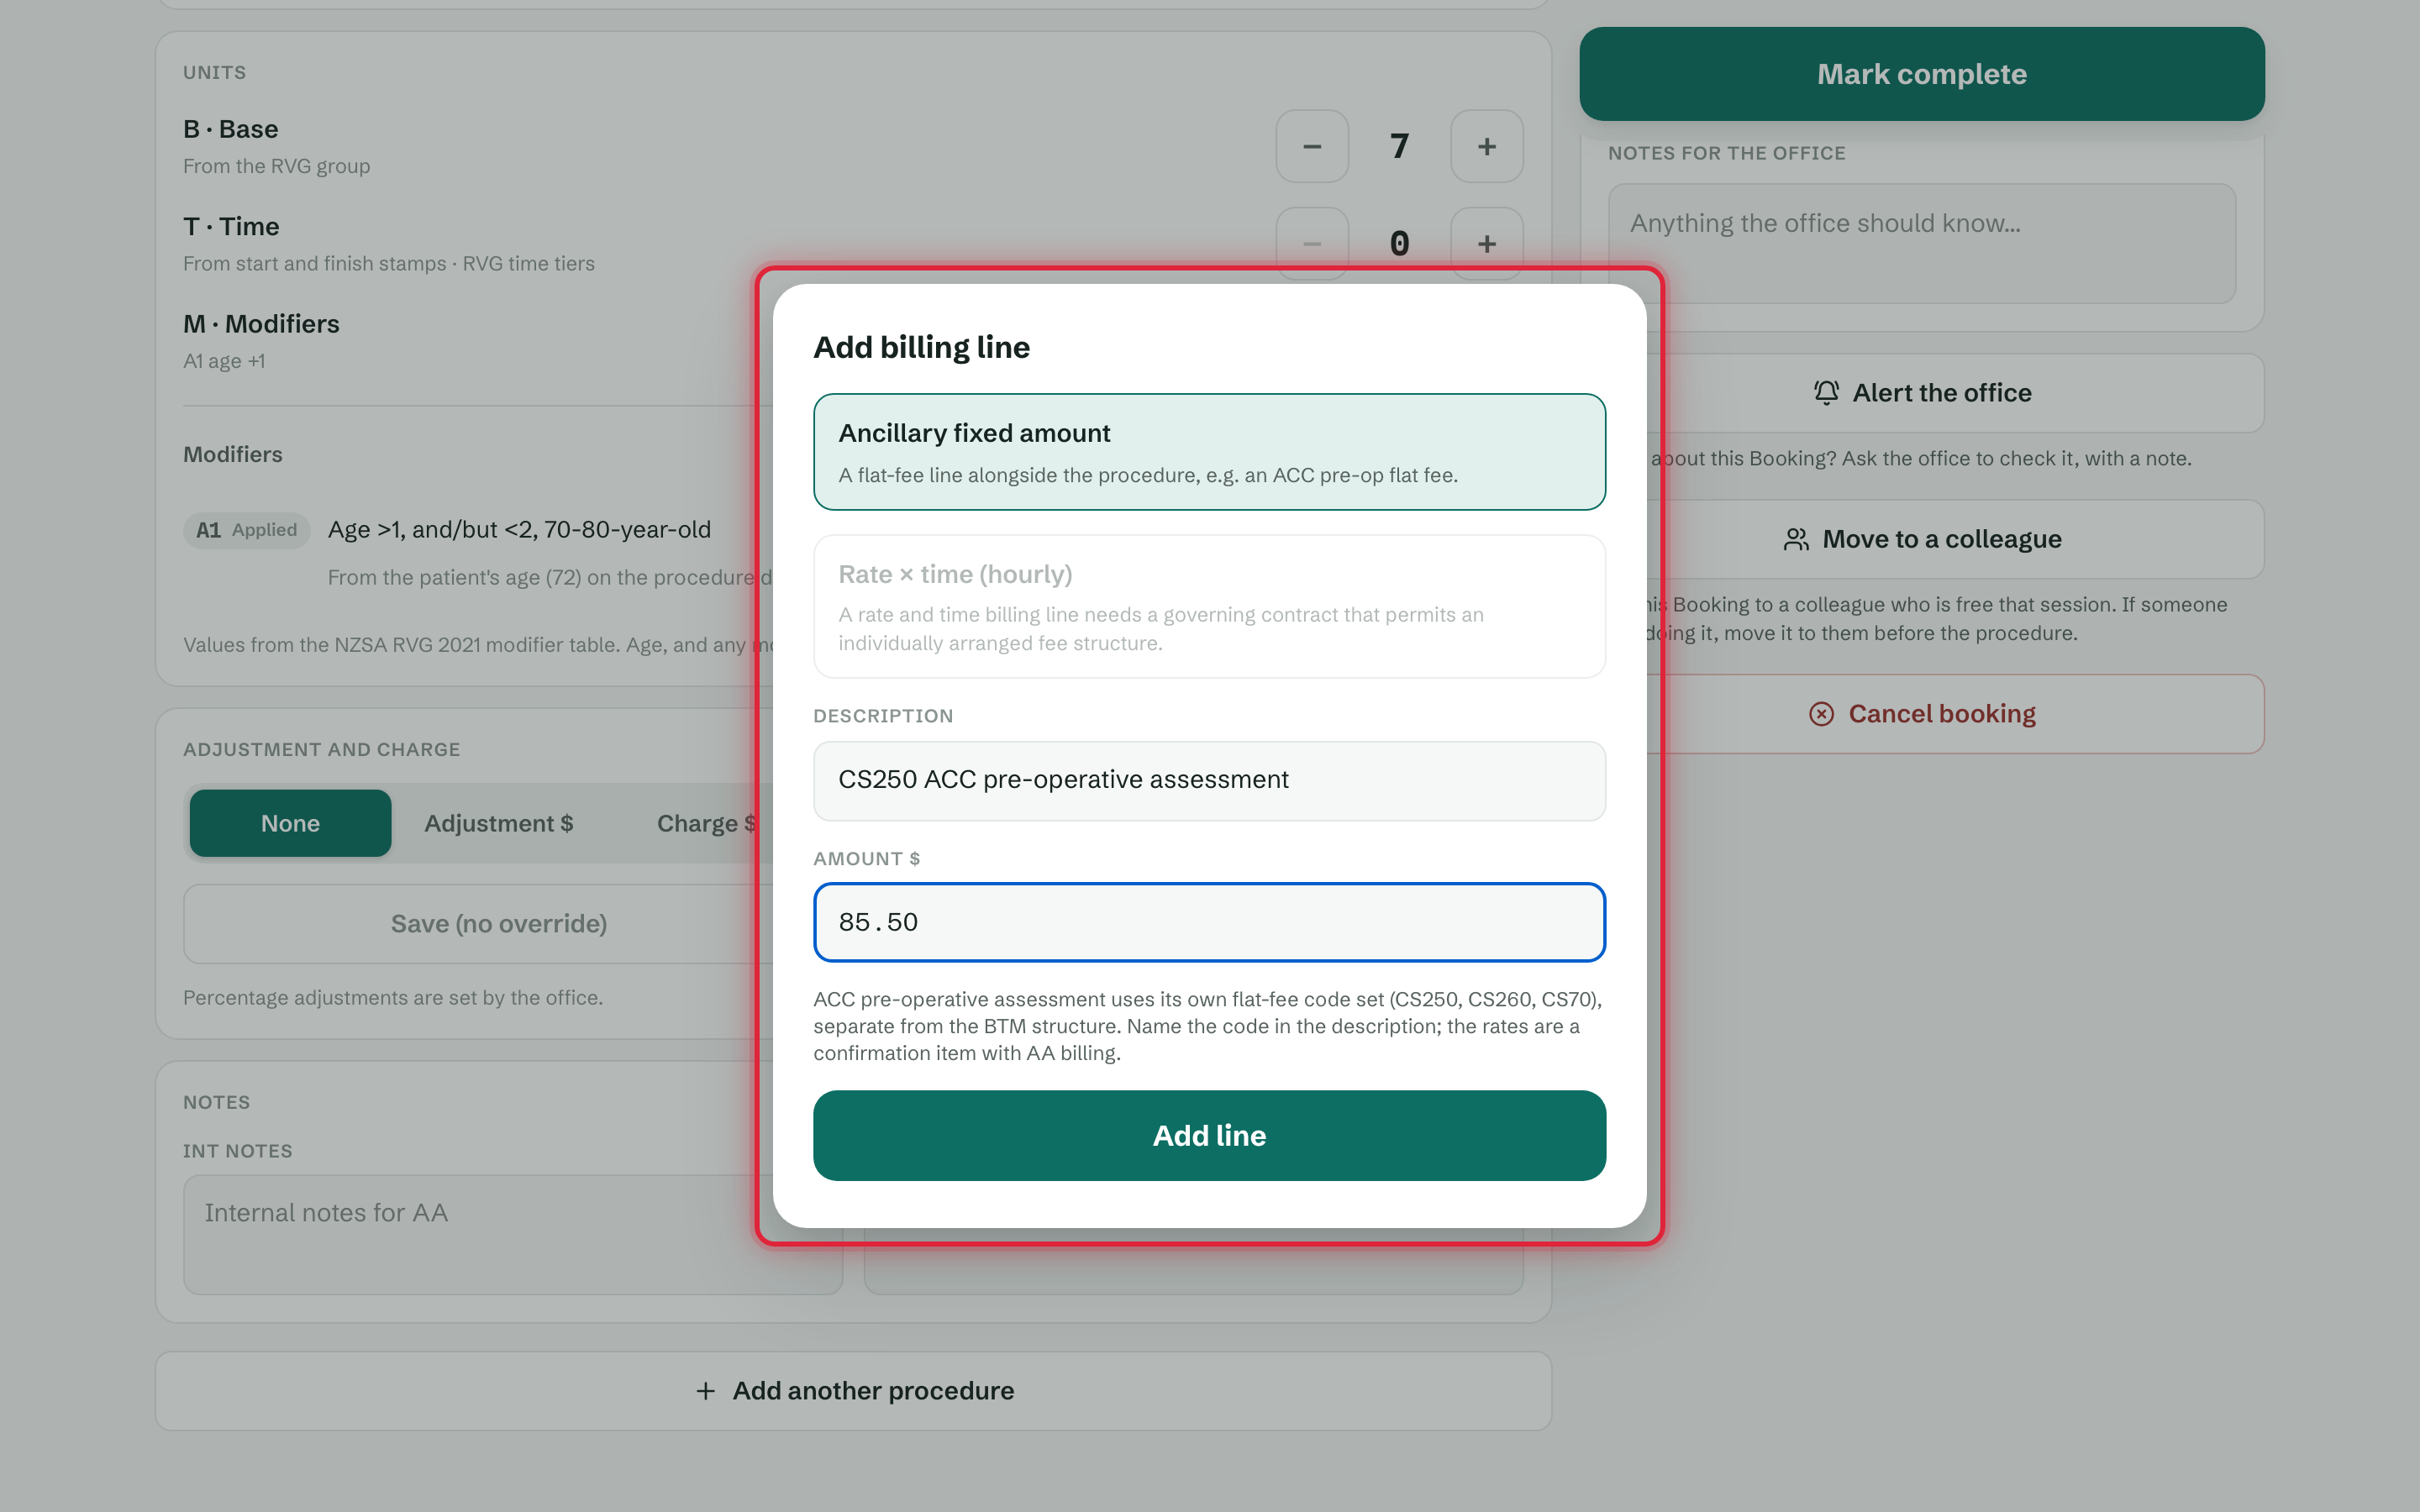 UNITS
B · Base
From the RVG group
− 7 +
T · Time
From start and finish stamps · RVG time tiers
− 0 +
M · Modifiers
A1 age +1
Modifiers
A1 Applied Age >1, and/but <2, 70-80-year-old
From the patient's age (72) on the procedure d
Values from the NZSA RVG 2021 modifier table. Age, and any mo
ADJUSTMENT AND CHARGE
None Adjustment $ Charge $
Save (no override)
Percentage adjustments are set by the office.
NOTES
INT NOTES
Internal notes for AA
+ Add another procedure
Add billing line
Ancillary fixed amount
A flat-fee line alongside the procedure, e.g. an ACC pre-op flat fee.
Rate × time (hourly)
A rate and time billing line needs a governing contract that permits an
individually arranged fee structure.
DESCRIPTION
CS250 ACC pre-operative assessment
AMOUNT $
85.50
ACC pre-operative assessment uses its own flat-fee code set (CS250, CS260, CS70),
separate from the BTM structure. Name the code in the description; the rates are a
confirmation item with AA billing.
Add line
Mark complete
NOTES FOR THE OFFICE
Anything the office should know...
Alert the office
about this Booking? Ask the office to check it, with a note.
Move to a colleague
his Booking to a colleague who is free that session. If someone
doing it, move it to them before the procedure.
Cancel booking